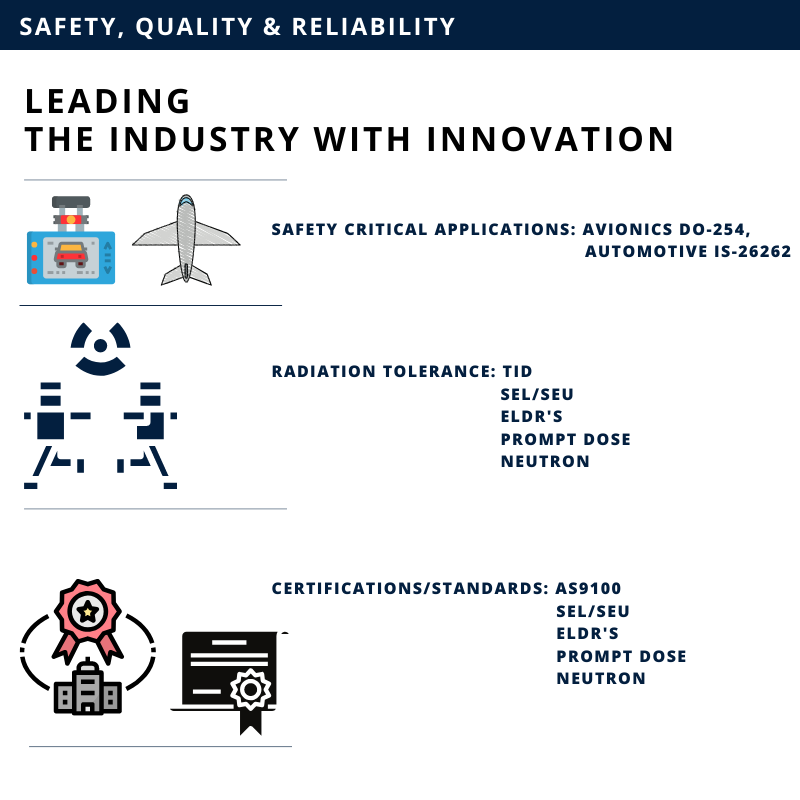 SAFETY, QUALITY & RELIABILITY
LEADING
THE INDUSTRY WITH INNOVATION
SAFETY CRITICAL APPLICATIONS: AVIONICS DO-254,
AUTOMOTIVE IS-26262
RADIATION TOLERANCE: TID
SEL/SEU
ELDR'S
PROMPT DOSE
NEUTRON
CERTIFICATIONS/STANDARDS: AS9100
SEL/SEU
ELDR'S
PROMPT DOSE
NEUTRON